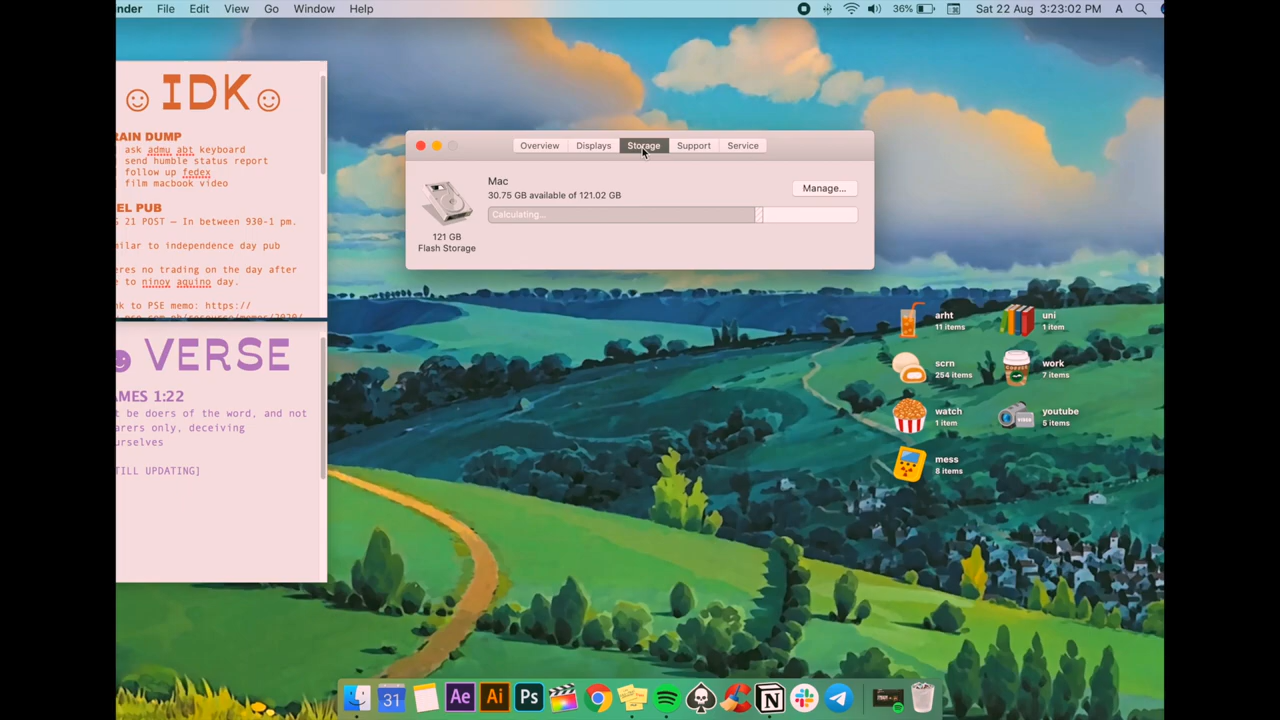 nder File Edit View Go Window Help 36% Sat 22 Aug 3:23:02 PM A
☺IDK☺
RAIN DUMP
ask admu abt keyboard
send humble status report
follow up fedex
film macbook video
EL PUB
21 POST — In between 930-1 pm.
milar to independence day pub
eres no trading on the day after
e to ninoy aquino day.
nk to PSE memo: https://
VERSE
AMES 1:22
t be doers of the word, and not
arers only, deceiving
urselves
TILL UPDATING]
Overview Displays Storage Support Service
Mac
30.75 GB available of 121.02 GB
Manage...
Calculating...
121 GB
Flash Storage
arht
11 items
uni
1 item
scrn
254 items
work
7 items
watch
1 item
youtube
5 items
mess
8 items
31 Ae Ai Ps